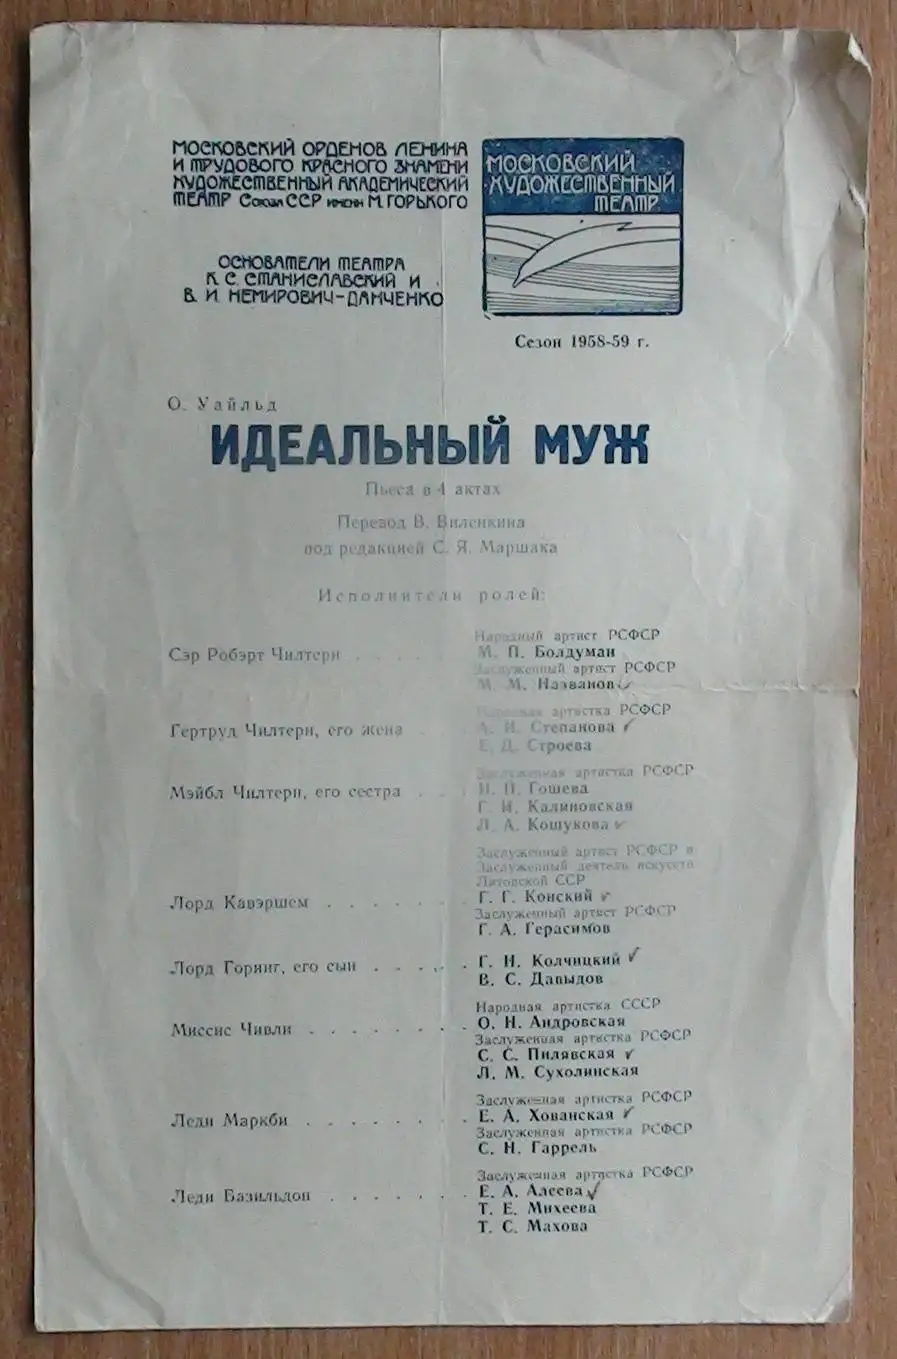 МОСКОВСКИЙ ОРДЕНОВ ЛЕНИНА
И ТРУДОВОГО КРАСНОГО ЗНАМЕНИ
ХУДОЖЕСТВЕННЫЙ АКАДЕМИЧЕСКИЙ
ТЕАТР Союза ССР имени М. ГОРЬКОГО
ОСНОВАТЕЛИ ТЕАТРА
К. С. СТАНИСЛАВСКИЙ И
В. И. НЕМИРОВИЧ-ДАНЧЕНКО
МОСКОВСКИЙ
ХУДОЖЕСТВЕННЫЙ
ТЕАТР
Сезон 1958-59 г.
О. Уайльд
ИДЕАЛЬНЫЙ МУЖ
Пьеса в 4 актах
Перевод В. Виленкина
под редакцией С. Я. Маршака
Исполнители ролей:
Народный артист РСФСР
Сэр Робэрт Чилтерн . . . . . М. П. Болдуман
Заслуженный артист РСФСР
М. М. Названов
Народная артистка РСФСР
Гертруд Чилтерн, его жена . . А. И. Степанова
Е. Д. Строева
Заслуженная артистка РСФСР
Мэйбл Чилтерн, его сестра . . . И. П. Гошева
Г. И. Калиновская
Л. А. Кошукова
Заслуженный артист РСФСР и
Заслуженный деятель искусств
Литовской ССР
Лорд Кавэршем . . . . . . . Г. Г. Конский
Заслуженный артист РСФСР
Г. А. Герасимов
Лорд Горинг, его сын . . . . . Г. Н. Колчицкий
В. С. Давыдов
Народная артистка СССР
Миссис Чивли . . . . . . . . О. Н. Андровская
Заслуженная артистка РСФСР
С. С. Пилявская
Л. М. Сухолинская
Заслуженная артистка РСФСР
Леди Маркби . . . . . . . . Е. А. Хованская
Заслуженная артистка РСФСР
С. Н. Гаррель
Заслуженная артистка РСФСР
Леди Базильдон . . . . . . . Е. А. Алеева
Т. Е. Михеева
Т. С. Махова